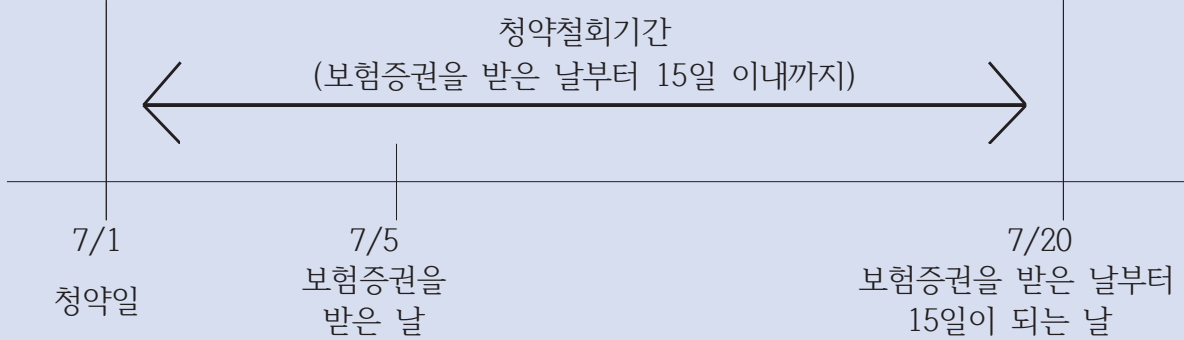 청약철회기간
(보험증권을 받은 날부터 15일 이내까지)
7/1
청약일
7/5
보험증권을
받은 날
7/20
보험증권을 받은 날부터
15일이 되는 날